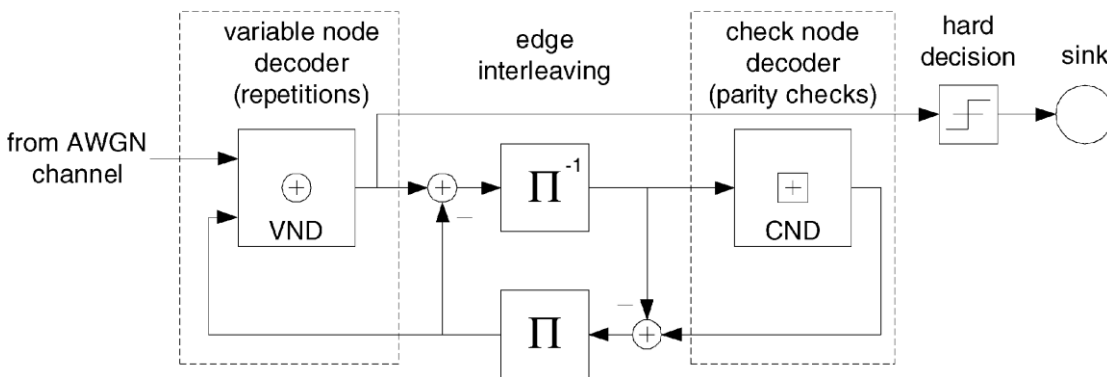 variable node
decoder
(repetitions)
edge
interleaving
check node
decoder
(parity checks)
hard
decision
sink
from AWGN
channel
+
VND
+
−
Π⁻¹
+
CND
Π
−
+